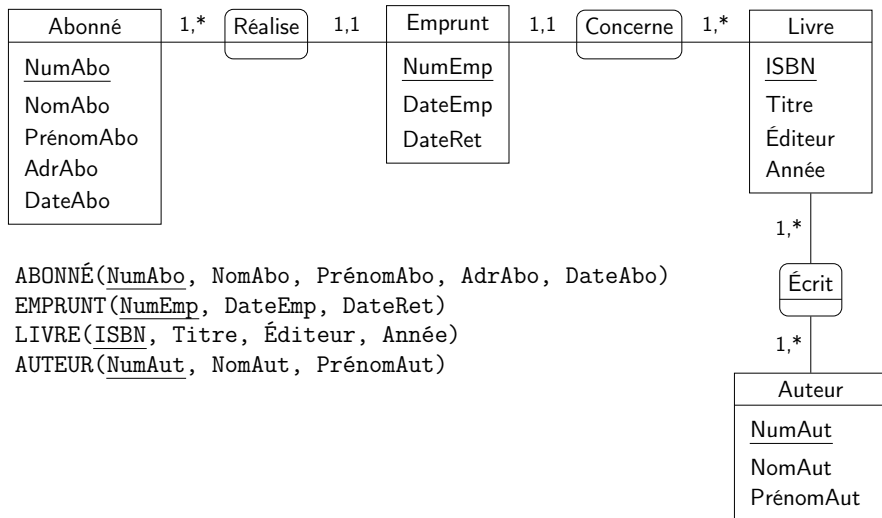 Abonné 1,* Réalise 1,1 Emprunt 1,1 Concerne 1,* Livre
NumAbo
NomAbo
PrénomAbo
AdrAbo
DateAbo
NumEmp
DateEmp
DateRet
ISBN
Titre
Éditeur
Année
1,*
Écrit
1,*
Auteur
NumAut
NomAut
PrénomAut
ABONNÉ(NumAbo, NomAbo, PrénomAbo, AdrAbo, DateAbo)
EMPRUNT(NumEmp, DateEmp, DateRet)
LIVRE(ISBN, Titre, Éditeur, Année)
AUTEUR(NumAut, NomAut, PrénomAut)